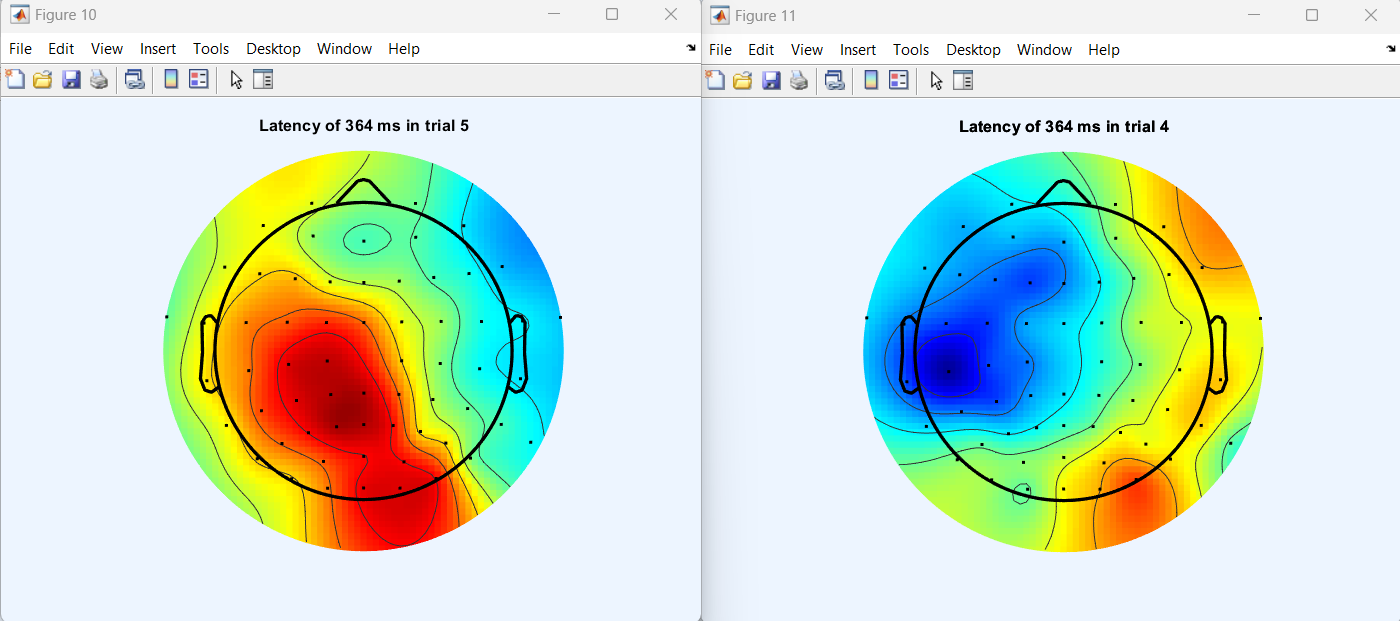 Figure 10
File Edit View Insert Tools Desktop Window Help
Latency of 364 ms in trial 5
Figure 11
File Edit View Insert Tools Desktop Window Help
Latency of 364 ms in trial 4